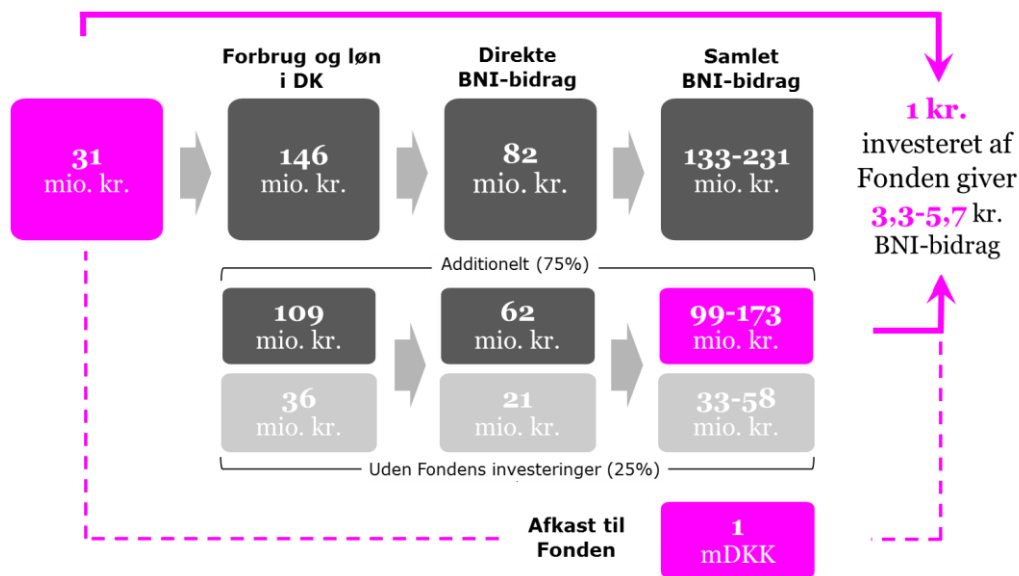 Forbrug og løn
i DK
Direkte
BNI-bidrag
Samlet
BNI-bidrag
31
mio. kr.
146
mio. kr.
82
mio. kr.
133-231
mio. kr.
1 kr.
investeret af
Fonden giver
3,3-5,7 kr.
BNI-bidrag
Additionelt (75%)
109
mio. kr.
62
mio. kr.
99-173
mio. kr.
36
mio. kr.
21
mio. kr.
33-58
mio. kr.
Uden Fondens investeringer (25%)
Afkast til
Fonden
1
mDKK